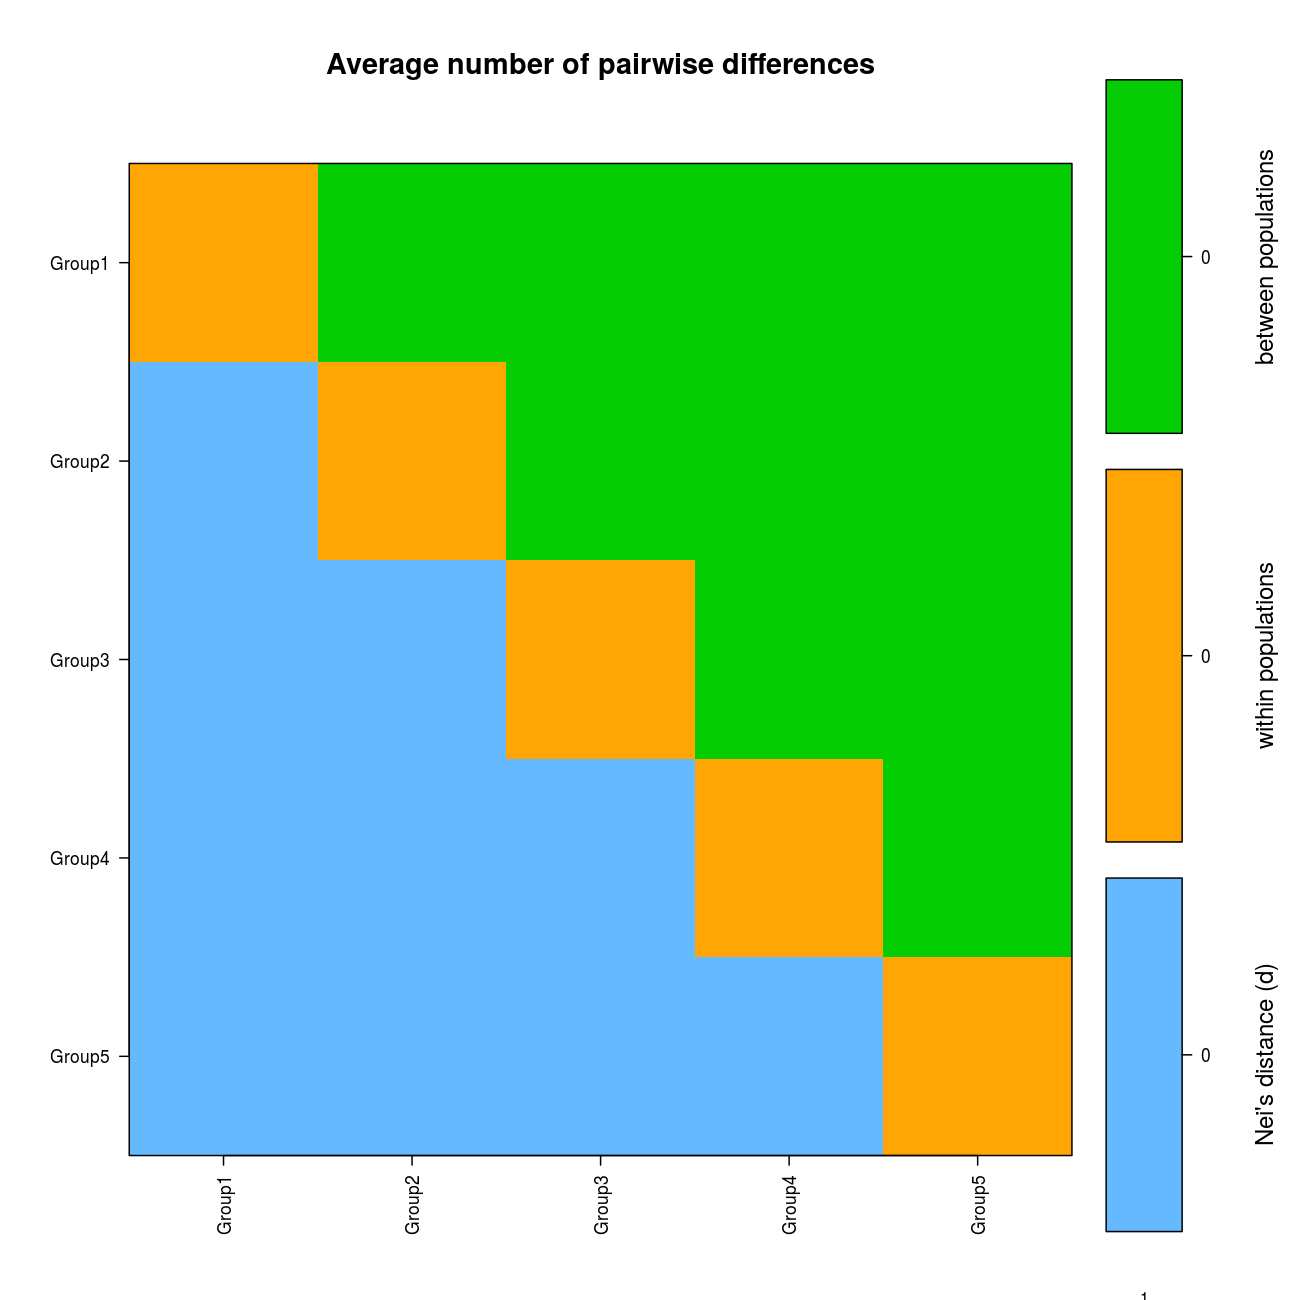 Average number of pairwise differences
Group1
Group2
Group3
Group4
Group5
Group1
Group2
Group3
Group4
Group5
0
between populations
0
within populations
0
Nei's distance (d)
1